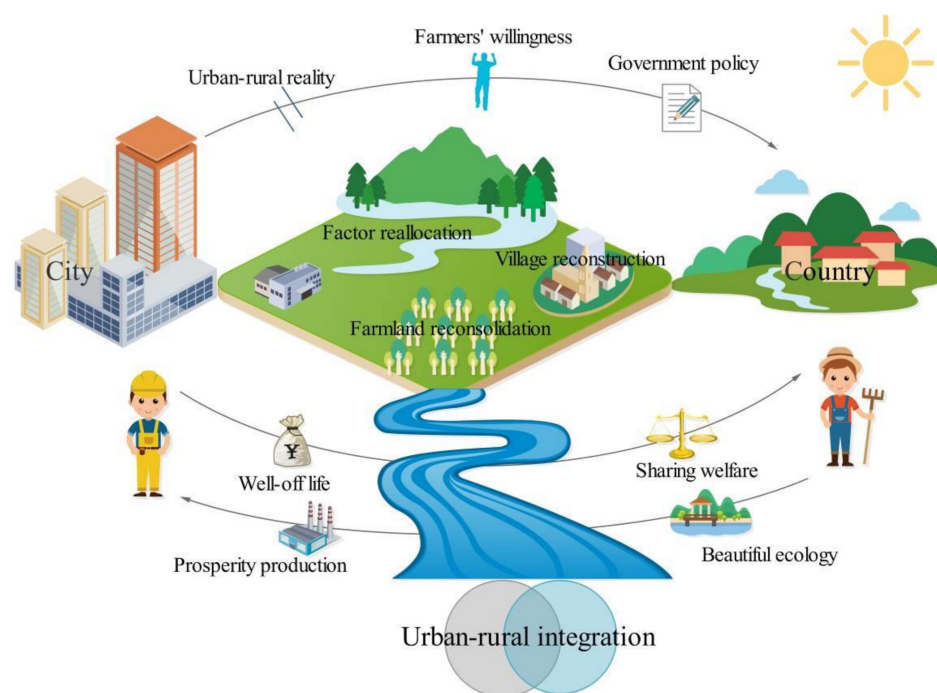 Farmers' willingness
Urban-rural reality
Government policy
Factor reallocation
Village reconstruction
City
Country
Farmland reconsolidation
¥
Well-off life
Sharing welfare
Prosperity production
Beautiful ecology
Urban-rural integration